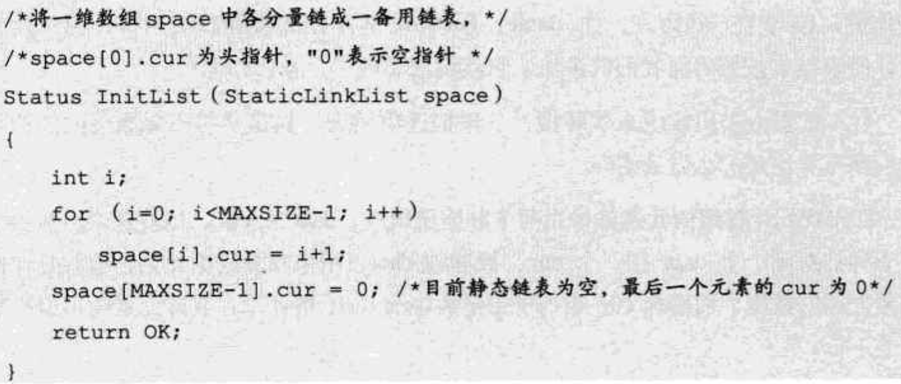 /*将一维数组 space 中各分量链成一备用链表，*/
/*space[0].cur 为头指针，"0"表示空指针 */
Status InitList(StaticLinkList space)
{
int i;
for (i=0; i<MAXSIZE-1; i++)
space[i].cur = i+1;
space[MAXSIZE-1].cur = 0; /*目前静态链表为空，最后一个元素的 cur 为 0*/
return OK;
}